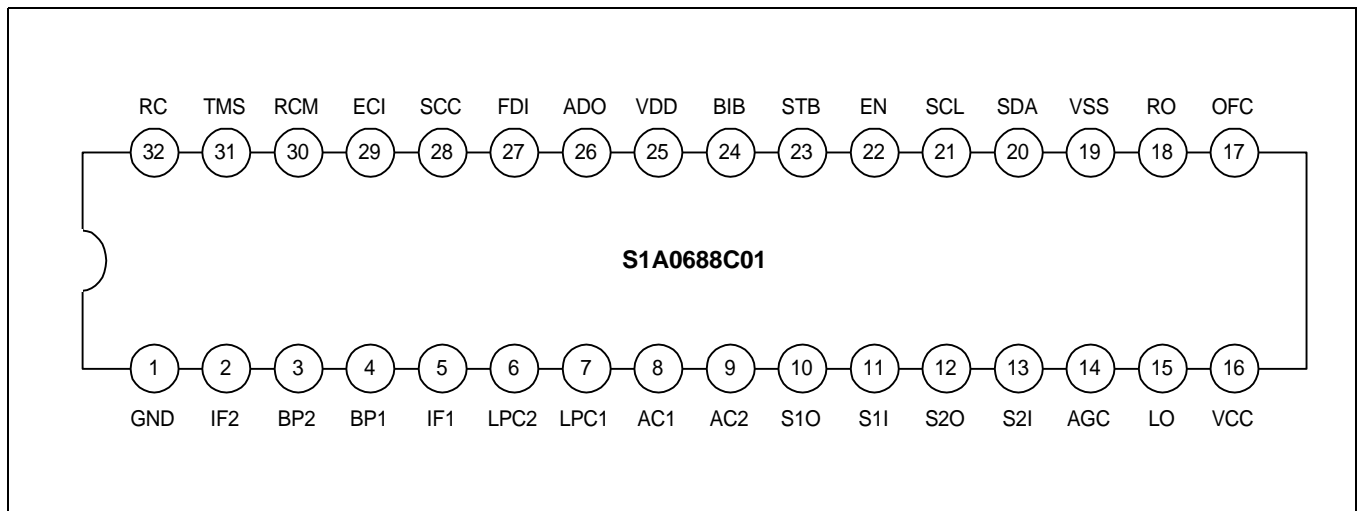 RC TMS RCM ECI SCC FDI ADO VDD BIB STB EN SCL SDA VSS RO OFC
32 31 30 29 28 27 26 25 24 23 22 21 20 19 18 17
S1A0688C01
1 2 3 4 5 6 7 8 9 10 11 12 13 14 15 16
GND IF2 BP2 BP1 IF1 LPC2 LPC1 AC1 AC2 S1O S1I S2O S2I AGC LO VCC